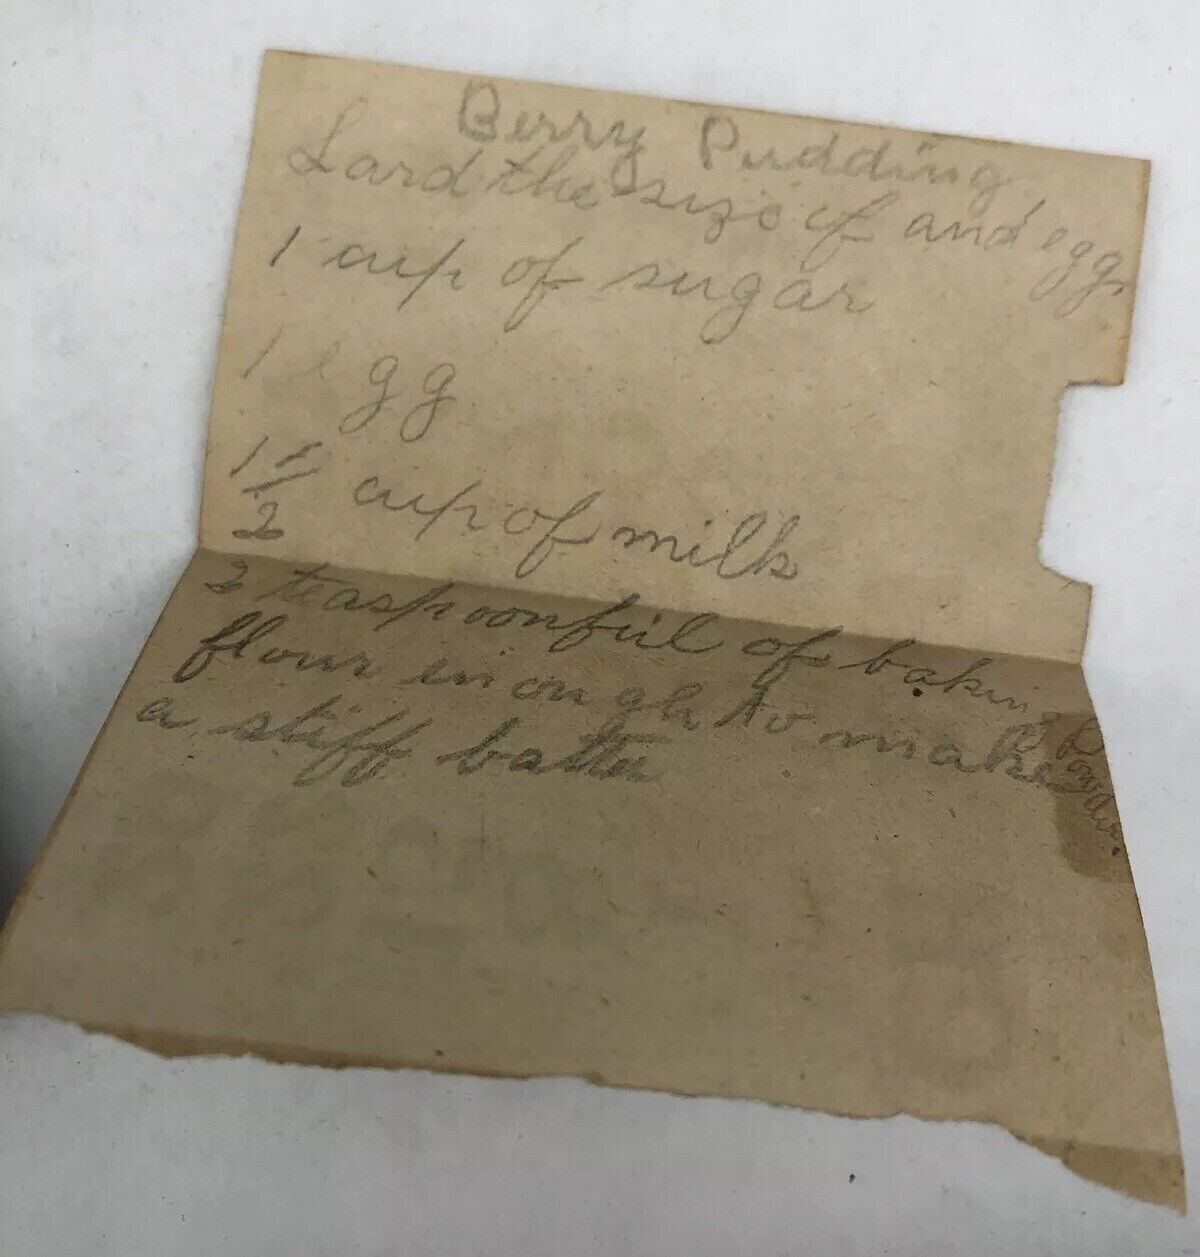 Berry Pudding
Lard the size of and egg
1 cup of sugar
1 egg
1 1/2 cup of milk
2 teaspoonful of baking Powder
flour inough to make
a stiff batter